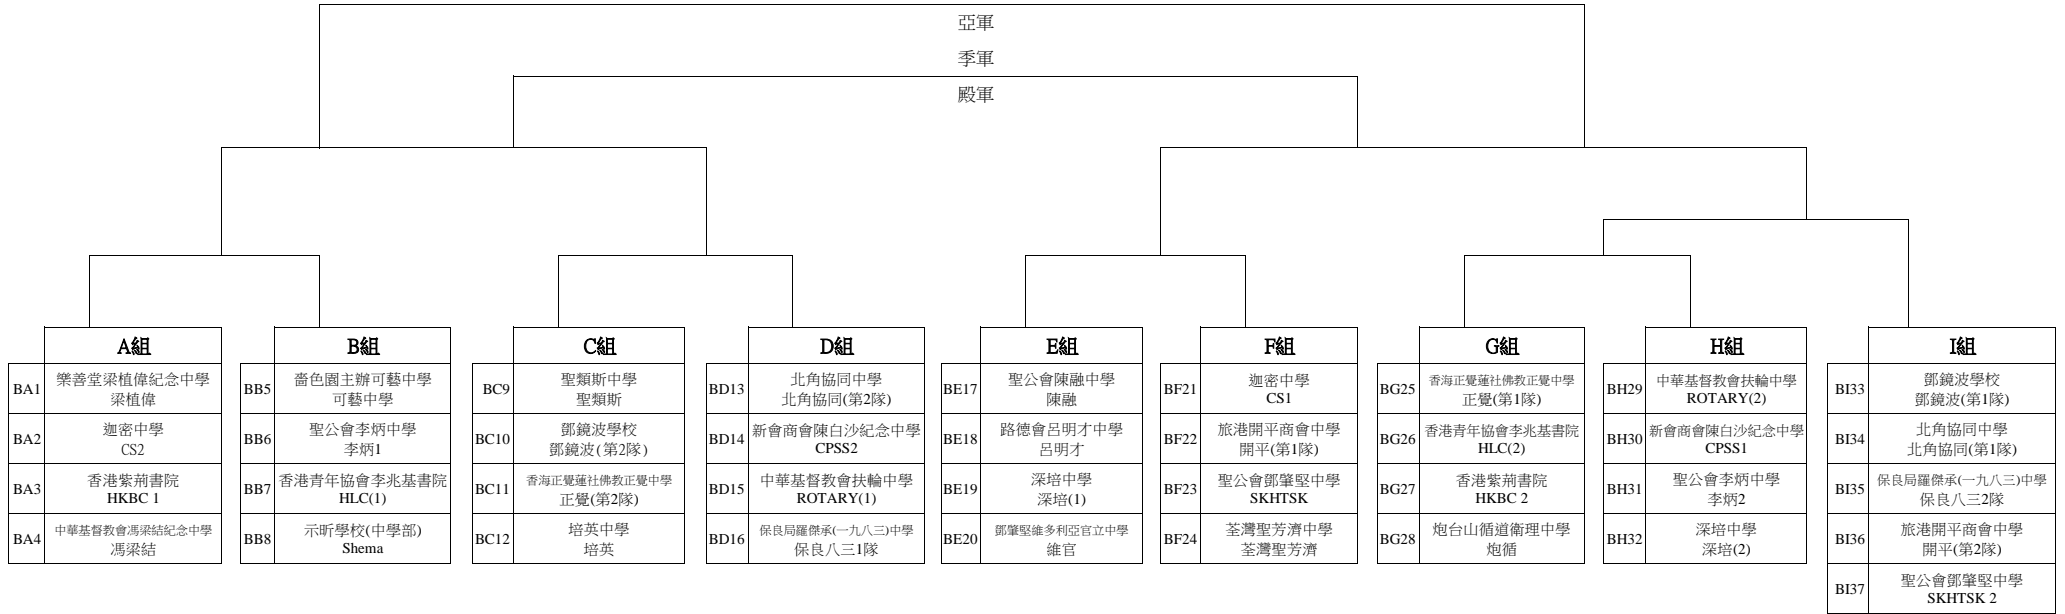 亞軍
季軍
殿軍
A組
BA1
樂善堂梁植偉紀念中學
梁植偉
BA2
迦密中學
CS2
BA3
香港紫荊書院
HKBC 1
BA4
中華基督教會馮梁結紀念中學
馮梁結
B組
BB5
嗇色園主辦可藝中學
可藝中學
BB6
聖公會李炳中學
李炳1
BB7
香港青年協會李兆基書院
HLC(1)
BB8
示昕學校(中學部)
Shema
C組
BC9
聖類斯中學
聖類斯
BC10
鄧鏡波學校
鄧鏡波(第2隊)
BC11
香海正覺蓮社佛教正覺中學
正覺(第2隊)
BC12
培英中學
培英
D組
BD13
北角協同中學
北角協同(第2隊)
BD14
新會商會陳白沙紀念中學
CPSS2
BD15
中華基督教會扶輪中學
ROTARY(1)
BD16
保良局羅傑承(一九八三)中學
保良八三1隊
E組
BE17
聖公會陳融中學
陳融
BE18
路德會呂明才中學
呂明才
BE19
深培中學
深培(1)
BE20
鄧肇堅維多利亞官立中學
維官
F組
BF21
迦密中學
CS1
BF22
旅港開平商會中學
開平(第1隊)
BF23
聖公會鄧肇堅中學
SKHTSK
BF24
荃灣聖芳濟中學
荃灣聖芳濟
G組
BG25
香海正覺蓮社佛教正覺中學
正覺(第1隊)
BG26
香港青年協會李兆基書院
HLC(2)
BG27
香港紫荊書院
HKBC 2
BG28
炮台山循道衛理中學
炮循
H組
BH29
中華基督教會扶輪中學
ROTARY(2)
BH30
新會商會陳白沙紀念中學
CPSS1
BH31
聖公會李炳中學
李炳2
BH32
深培中學
深培(2)
I組
BI33
鄧鏡波學校
鄧鏡波(第1隊)
BI34
北角協同中學
北角協同(第1隊)
BI35
保良局羅傑承(一九八三)中學
保良八三2隊
BI36
旅港開平商會中學
開平(第2隊)
BI37
聖公會鄧肇堅中學
SKHTSK 2